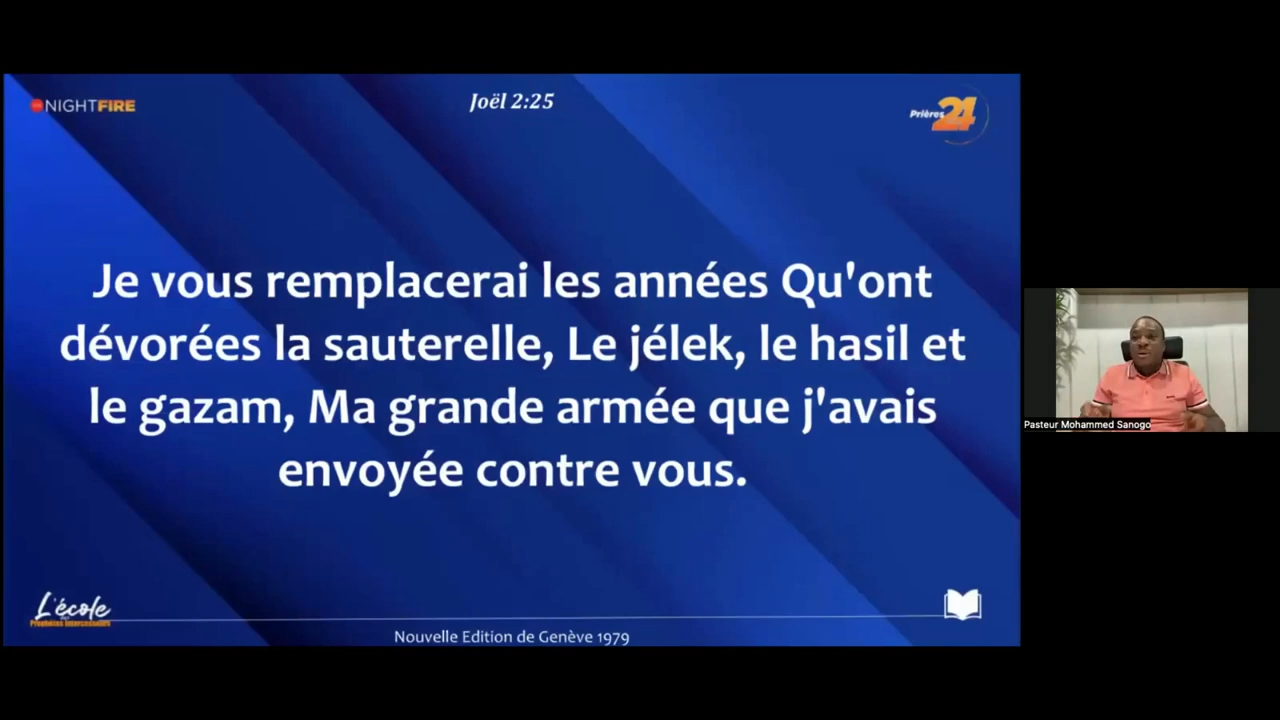 NIGHTFIRE
Joël 2:25
Prières 24
Je vous remplacerai les années Qu'ont
dévorées la sauterelle, Le jélek, le hasil et
le gazam, Ma grande armée que j'avais
envoyée contre vous.
Pasteur Mohammed Sanogo
L'école
Prophètes Intercesseurs
Nouvelle Edition de Genève 1979